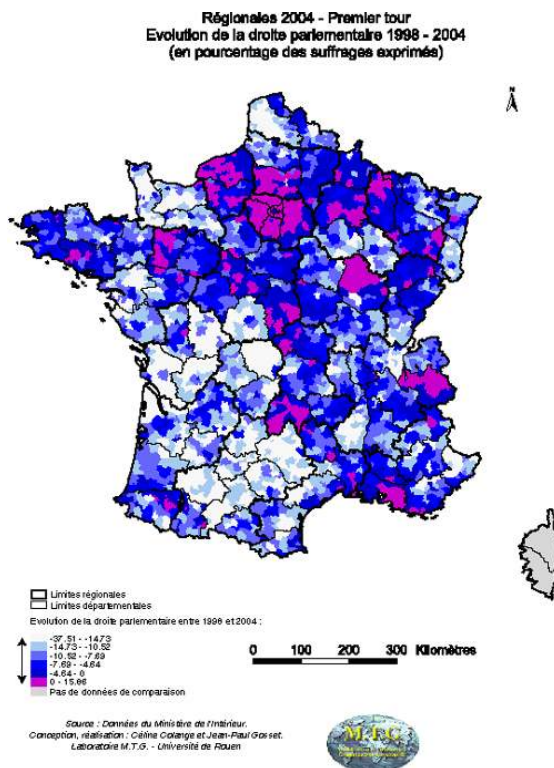 Régionales 2004 - Premier tour
Evolution de la droite parlementaire 1998 - 2004
(en pourcentage des suffrages exprimés)
N
Limites régionales
Limites départementales
Evolution de la droite parlementaire entre 1998 et 2004 :
-37.51 - -14.73
-14.73 - -10.52
-10.52 - -7.69
-7.69 - -4.64
-4.64 - 0
0 - 15.86
Pas de données de comparaison
0 100 200 300 Kilomètres
Source : Données du Ministère de l'Intérieur.
Conception, réalisation : Céline Colange et Jean-Paul Gosset.
Laboratoire M.T.G. - Université de Rouen
M.T.G.